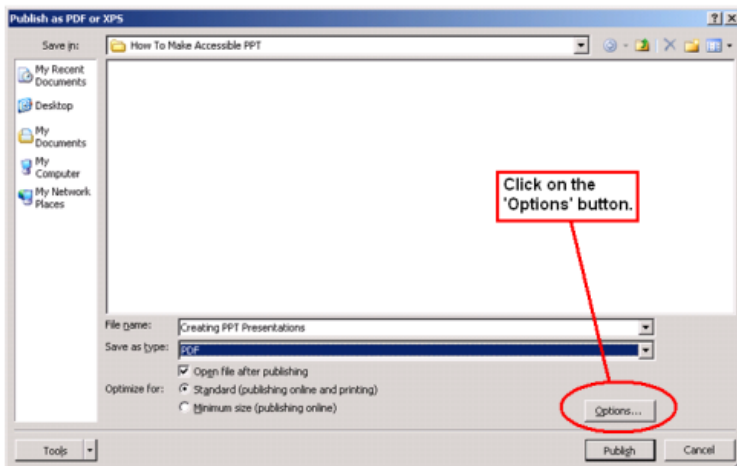 Publish as PDF or XPS
Save in:
How To Make Accessible PPT
My Recent
Documents
Desktop
My
Documents
My
Computer
My Network
Places
Click on the
'Options' button.
File name:
Creating PPT Presentations
Save as type:
PDF
Open file after publishing
Optimize for:
Standard (publishing online and printing)
Minimum size (publishing online)
Options...
Tools
Publish
Cancel